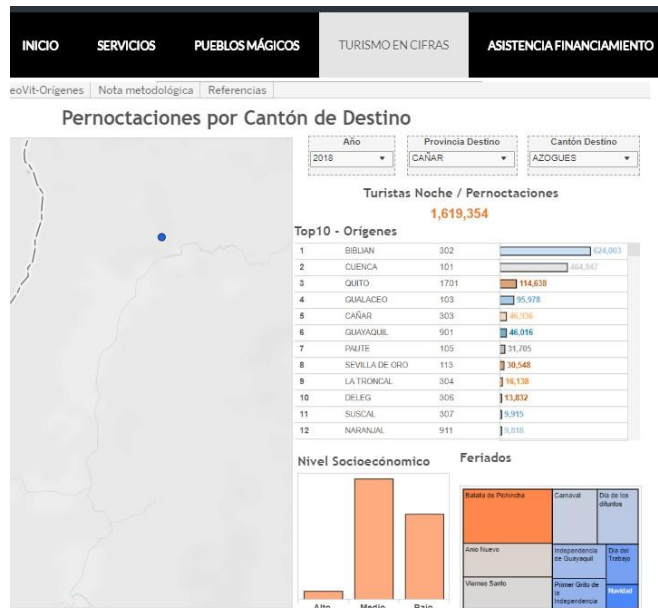 INICIO SERVICIOS PUEBLOS MÁGICOS TURISMO EN CIFRAS ASISTENCIA FINANCIAMIENTO
eoVit-Orígenes Nota metodológica Referencias
Pernoctaciones por Cantón de Destino
Año Provincia Destino Cantón Destino
2018 CAÑAR AZOGUES
Turistas Noche / Pernoctaciones
1,619,354
Top10 - Orígenes
1 BIBLIAN 302 624,003
2 CUENCA 101 464,847
3 QUITO 1701 114,638
4 GUALACEO 103 95,978
5 CAÑAR 303 46,936
6 GUAYAQUIL 901 46,016
7 PAUTE 105 31,705
8 SEVILLA DE ORO 113 30,548
9 LA TRONCAL 304 16,138
10 DELEG 306 13,832
11 SUSCAL 307 9,915
12 NARANJAL 911 9,818
Nivel Socioecónomico
Alto Medio Bajo
Feriados
Batalla de Pichincha
Carnaval
Dia de los
difuntos
Anio Nuevo
Independencia
de Guayaquil
Dia del
Trabajo
Viernes Santo
Primer Grito de
la
Independencia
Navidad